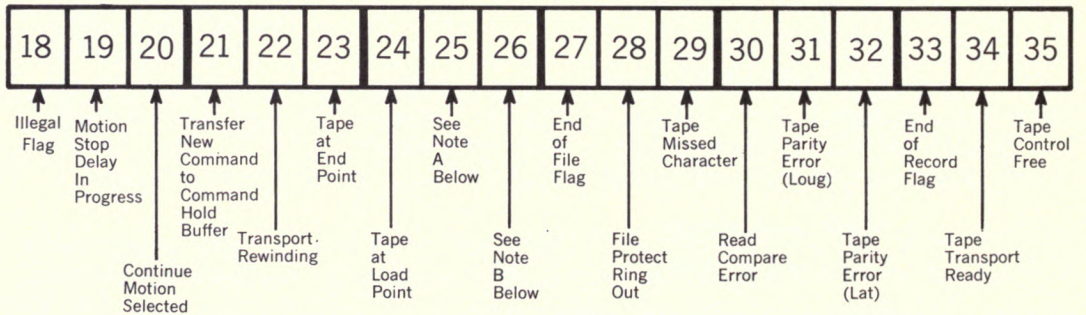 18 19 20 21 22 23 24 25 26 27 28 29 30 31 32 33 34 35
Illegal
Flag
Motion
Stop
Delay
In
Progress
Continue
Motion
Selected
Transfer
New
Command
to
Command
Hold
Buffer
Transport
Rewinding
Tape
at
End
Point
Tape
at
Load
Point
See
Note
A
Below
See
Note
B
Below
End
of
File
Flag
File
Protect
Ring
Out
Tape
Missed
Character
Read
Compare
Error
Tape
Parity
Error
(Loug)
Tape
Parity
Error
(Lat)
End
of
Record
Flag
Tape
Transport
Ready
Tape
Control
Free